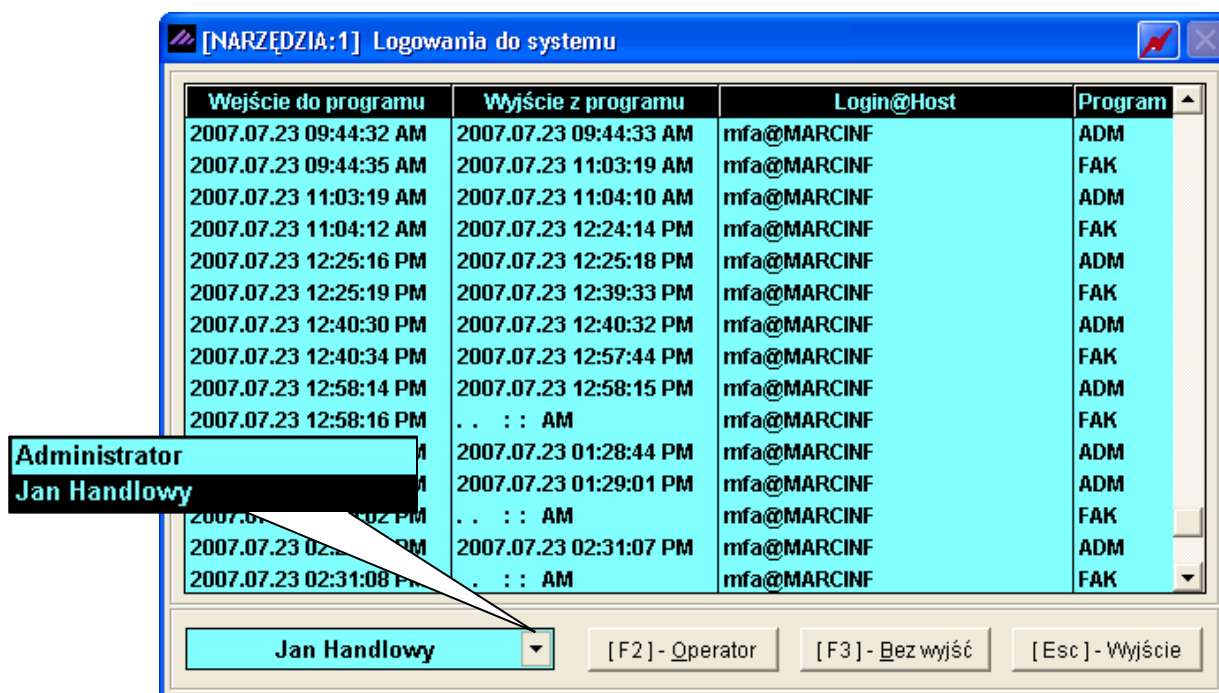 [NARZĘDZIA:1] Logowania do systemu
Wejście do programu Wyjście z programu Login@Host Program
2007.07.23 09:44:32 AM 2007.07.23 09:44:33 AM mfa@MARCINF ADM
2007.07.23 09:44:35 AM 2007.07.23 11:03:19 AM mfa@MARCINF FAK
2007.07.23 11:03:19 AM 2007.07.23 11:04:10 AM mfa@MARCINF ADM
2007.07.23 11:04:12 AM 2007.07.23 12:24:14 PM mfa@MARCINF FAK
2007.07.23 12:25:16 PM 2007.07.23 12:25:18 PM mfa@MARCINF ADM
2007.07.23 12:25:19 PM 2007.07.23 12:39:33 PM mfa@MARCINF FAK
2007.07.23 12:40:30 PM 2007.07.23 12:40:32 PM mfa@MARCINF ADM
2007.07.23 12:40:34 PM 2007.07.23 12:57:44 PM mfa@MARCINF FAK
2007.07.23 12:58:14 PM 2007.07.23 12:58:15 PM mfa@MARCINF ADM
2007.07.23 12:58:16 PM . . : : AM mfa@MARCINF FAK
Administrator
2007.07.23 01:28:44 PM mfa@MARCINF ADM
Jan Handlowy
2007.07.23 01:29:01 PM mfa@MARCINF ADM
PM . . : : AM mfa@MARCINF FAK
2007.07.23 PM 2007.07.23 02:31:07 PM mfa@MARCINF ADM
2007.07.23 02:31:08 . : : AM mfa@MARCINF FAK
Jan Handlowy [ F2 ] - Operator [ F3 ] - Bez wyjść [ Esc ] - Wyjście